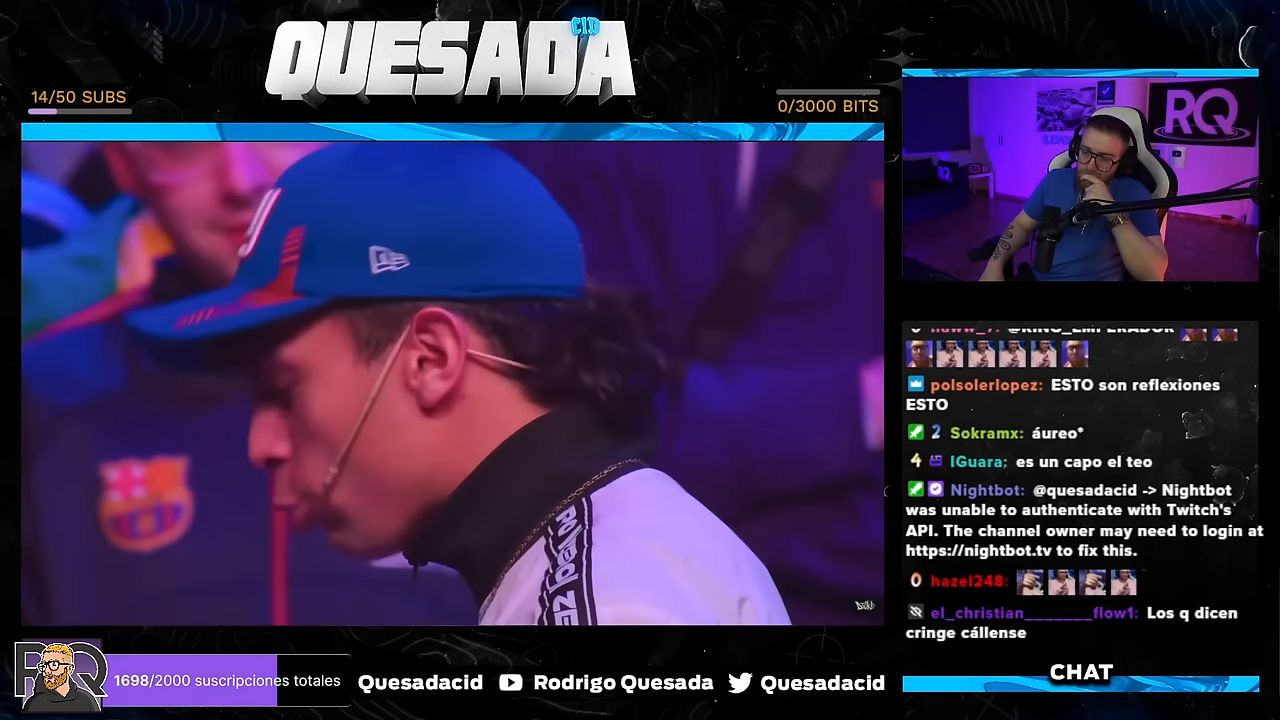 QUESADA
CID
14/50 SUBS
0/3000 BITS
RQ
RQ
polsolerlopez: ESTO son reflexiones
ESTO
2 Sokramx: áureo*
4 IGuara: es un capo el teo
Nightbot: @quesadacid -> Nightbot
was unable to authenticate with Twitch's
API. The channel owner may need to login at
https://nightbot.tv to fix this.
hazel248:
el_christian_______flow1: Los q dicen
cringe cállense
CHAT
1698/2000 suscripciones totales
Quesadacid
Rodrigo Quesada
Quesadacid